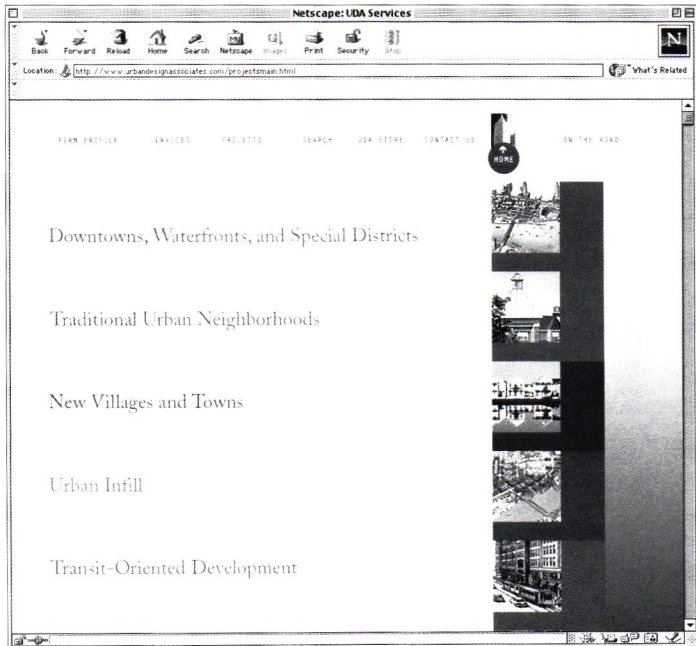 Netscape: UDA Services
Back Forward Reload Home Search Netscape Images Print Security Stop
N
Location: http://www.urbandesignassociates.com/projectsmain.html What's Related
FIRM PROFILE SERVICES PROJECTS SEARCH UDA STORE CONTACT US ON THE ROAD
HOME
Downtowns, Waterfronts, and Special Districts
Traditional Urban Neighborhoods
New Villages and Towns
Urban Infill
Transit-Oriented Development